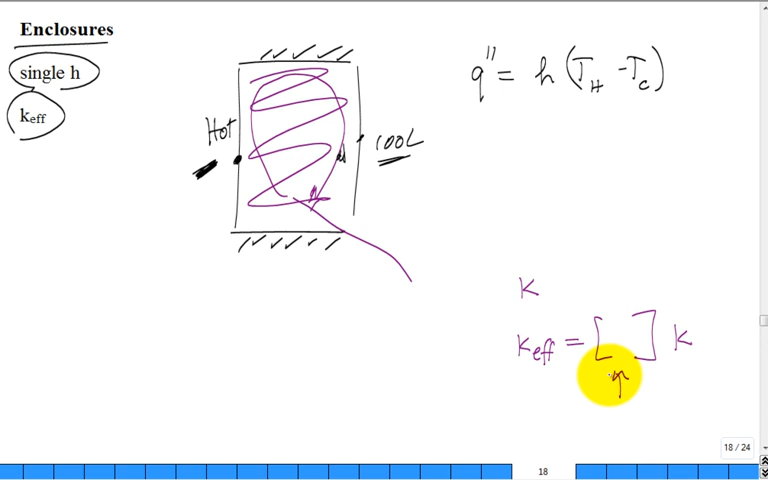 Enclosures
single h
keff
Hot
COOL
q" = h (TH - TC)
K
Keff = [ ] K
18 / 24
18